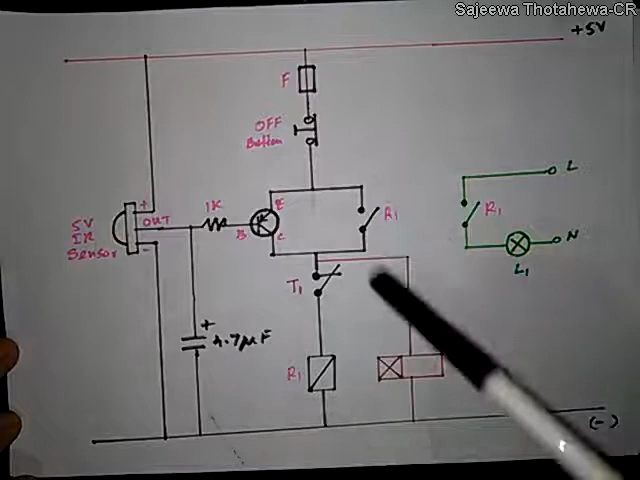 Sajeewa Thotahewa-CR
+5V
F
OFF
Button
L
1K
E
+
OUT
R1
R1
5V
IR
Sensor
B
C
-
N
L1
T1
+
4.7μF
R1
(-)